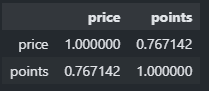 price points
price 1.000000 0.767142
points 0.767142 1.000000